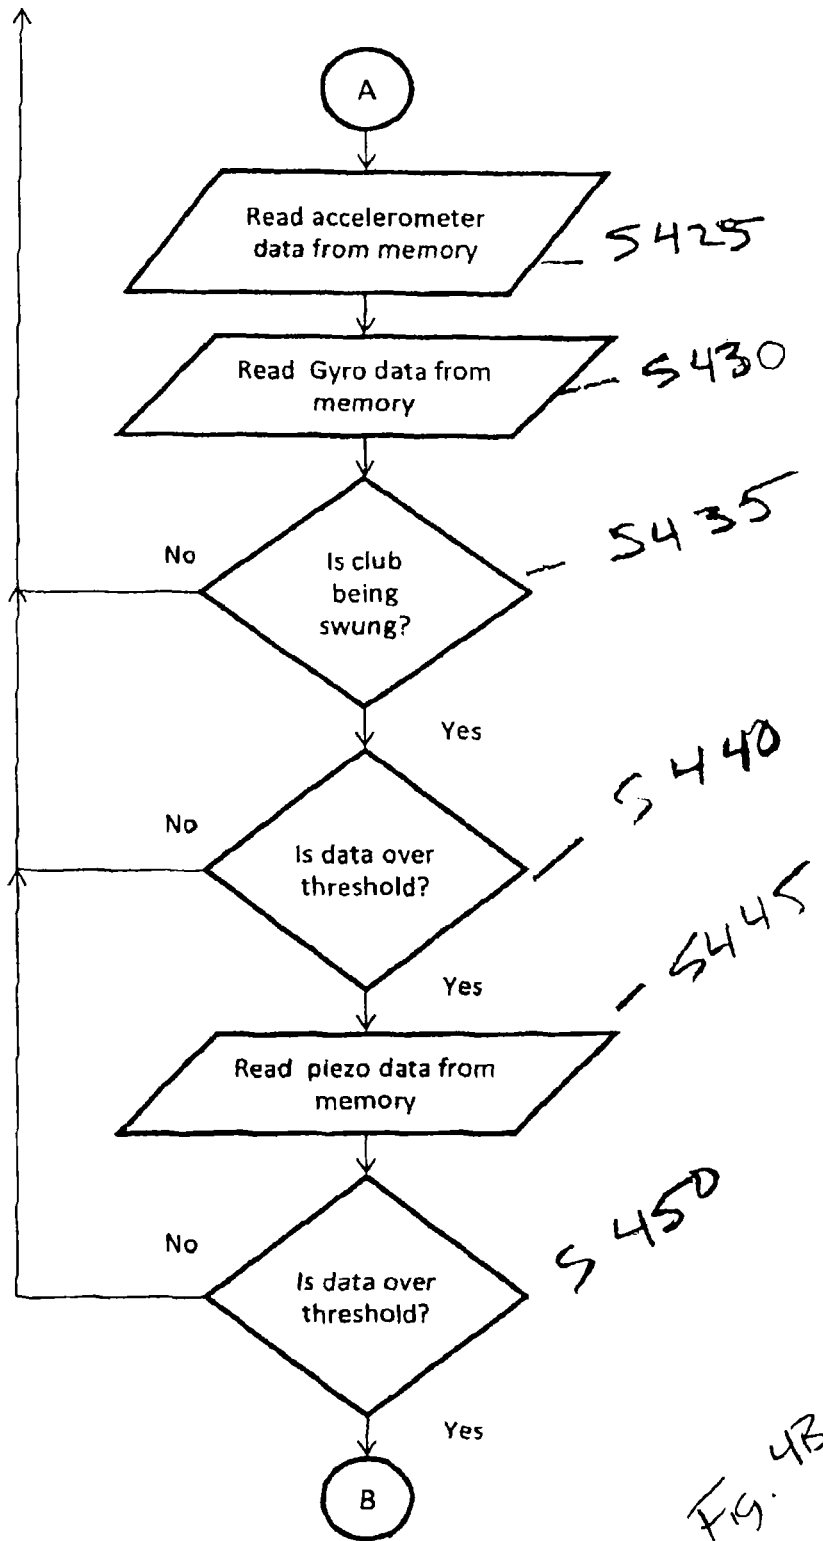 A
Read accelerometer
data from memory
S425
Read Gyro data from
memory
S430
No
Is club
being
swung?
S435
Yes
No
Is data over
threshold?
S440
Yes
S445
Read piezo data from
memory
No
Is data over
threshold?
S450
Yes
B
Fig. 4B